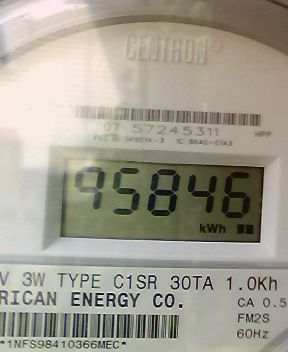 CENTRON®
07 57245311
HPP
95846
kWh
V 3W TYPE C1SR 30TA 1.0Kh
RICAN ENERGY CO.
CA 0.5
FM2S
60Hz
*1NFS98410366MEC*